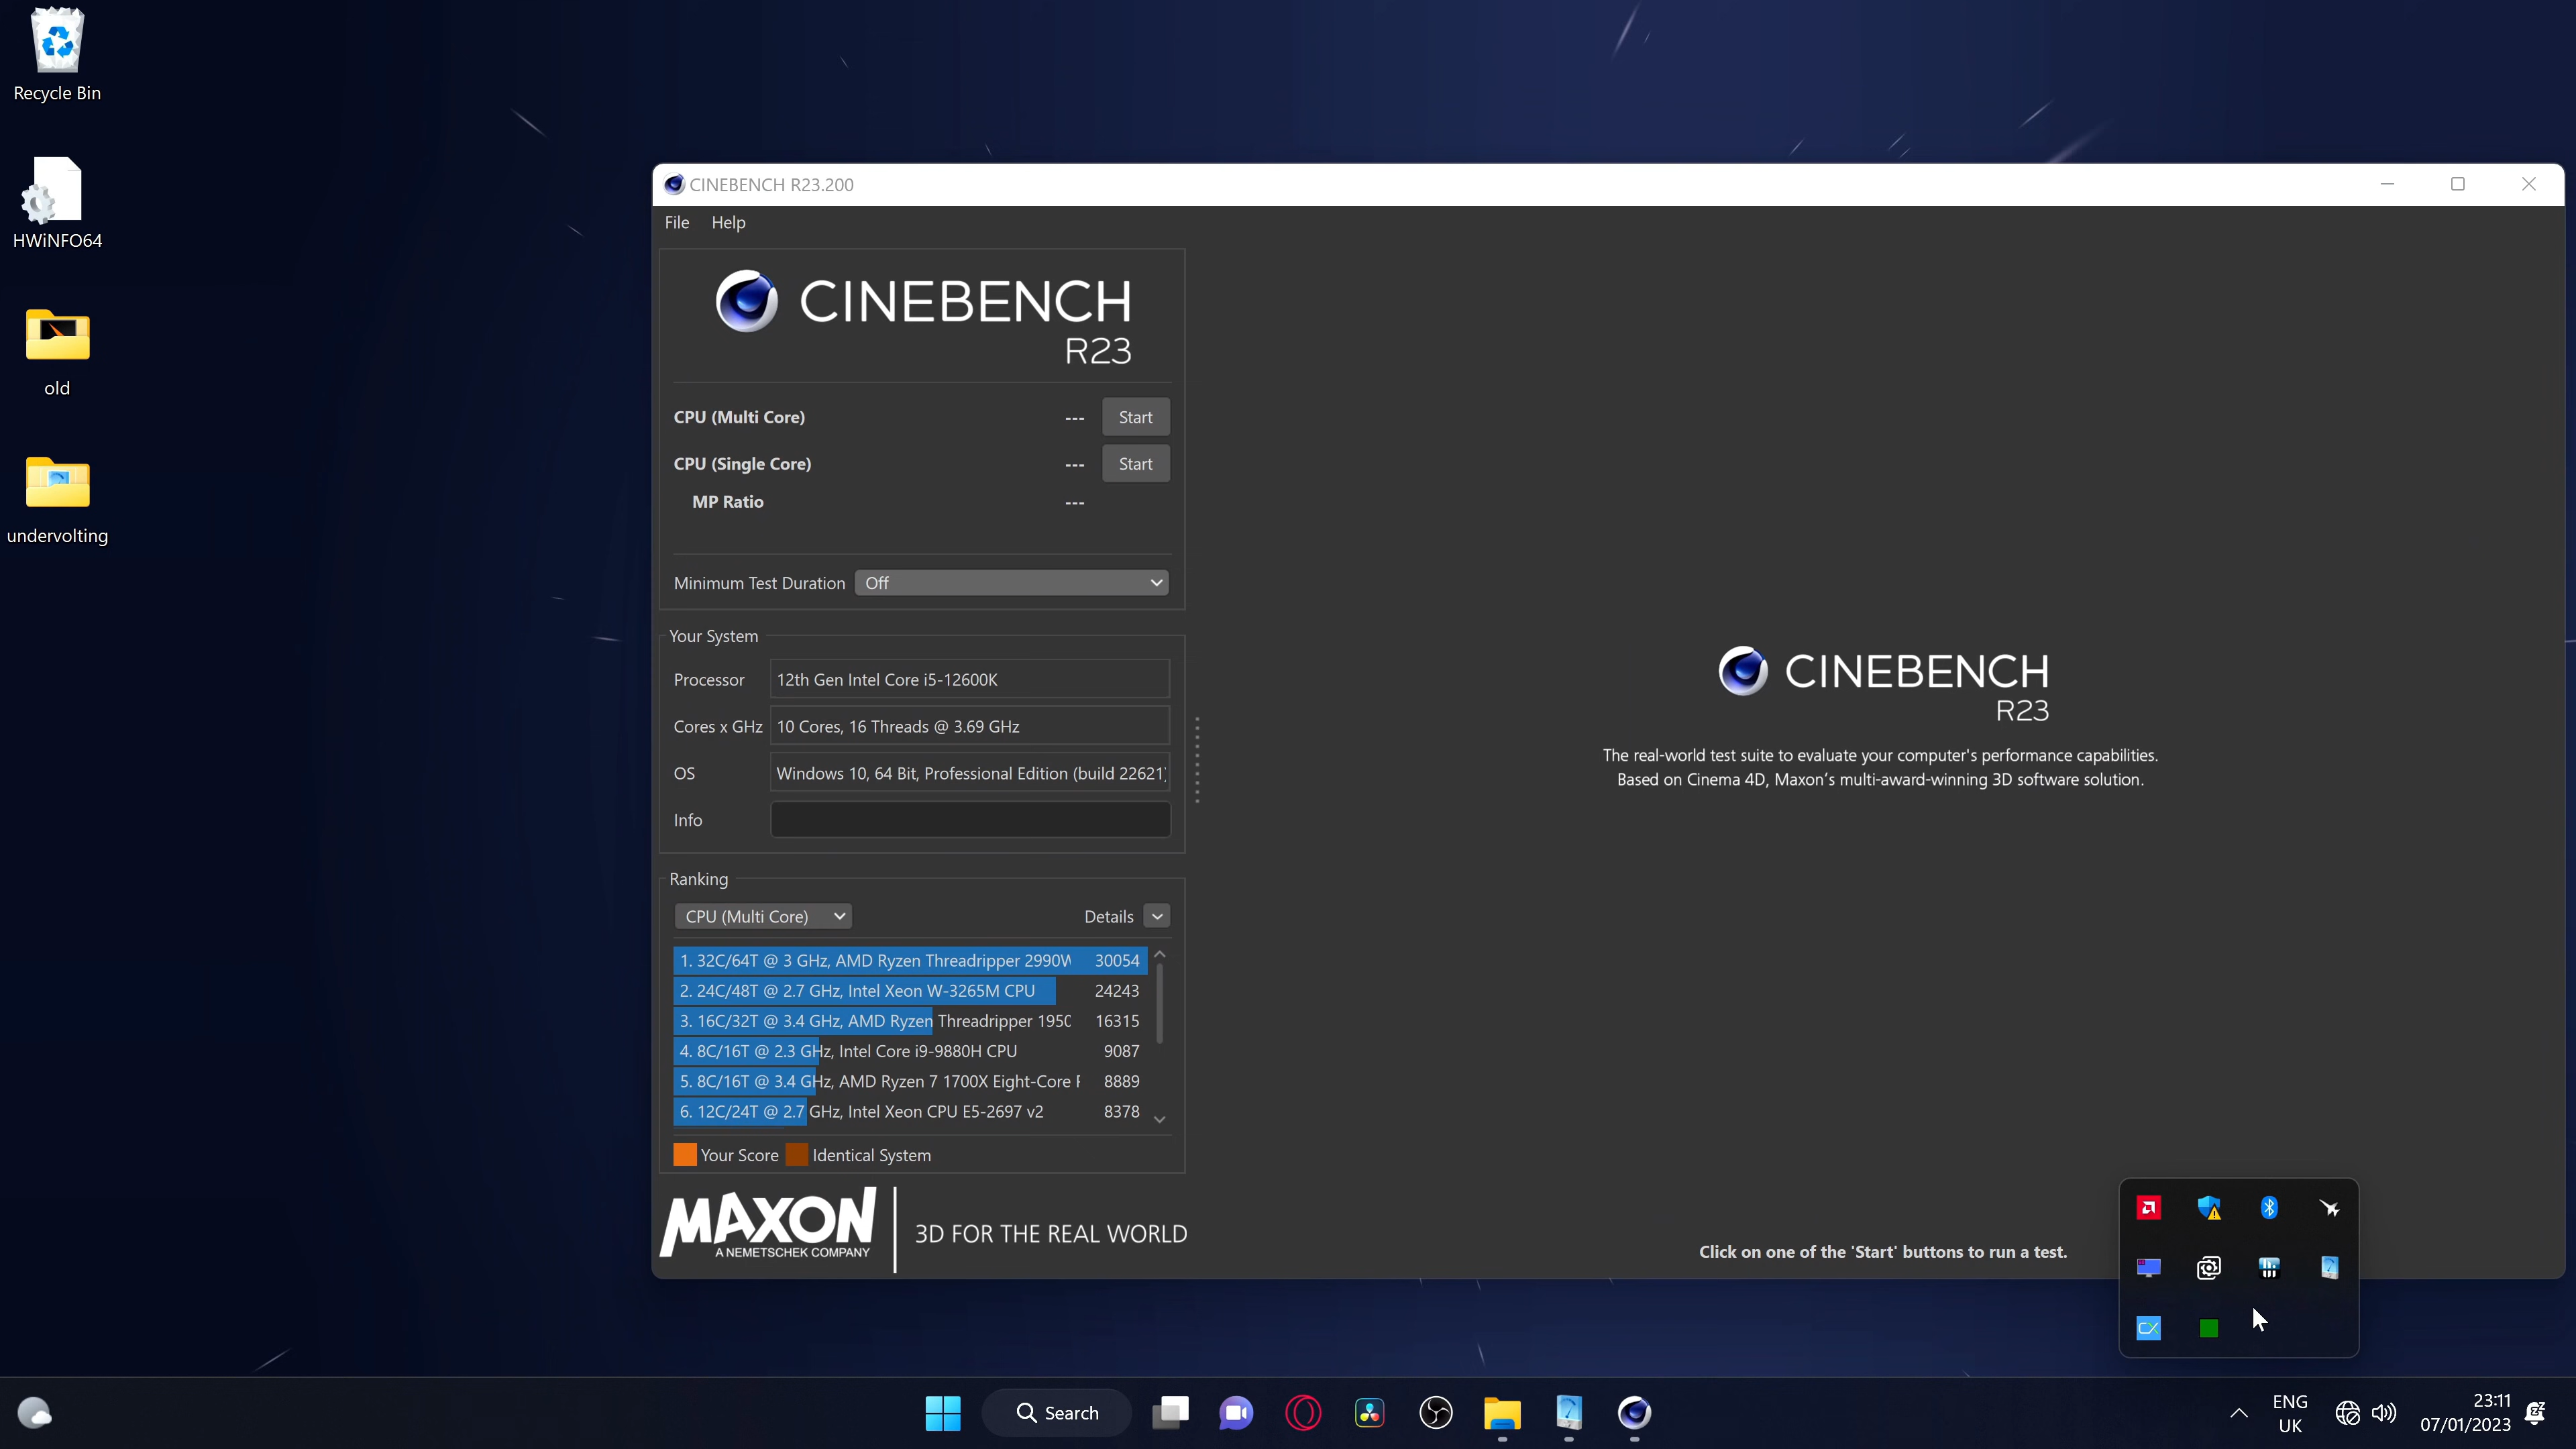 Recycle Bin
HWiNFO64
old
undervolting
CINEBENCH R23.200
File Help
CINEBENCH
R23
CPU (Multi Core) --- Start
CPU (Single Core) --- Start
MP Ratio ---
Minimum Test Duration Off
Your System
Processor 12th Gen Intel Core i5-12600K
Cores x GHz 10 Cores, 16 Threads @ 3.69 GHz
OS Windows 10, 64 Bit, Professional Edition (build 22621)
Info
Ranking
CPU (Multi Core) Details
1. 32C/64T @ 3 GHz, AMD Ryzen Threadripper 2990W 30054
2. 24C/48T @ 2.7 GHz, Intel Xeon W-3265M CPU 24243
3. 16C/32T @ 3.4 GHz, AMD Ryzen Threadripper 1950 16315
4. 8C/16T @ 2.3 GHz, Intel Core i9-9880H CPU 9087
5. 8C/16T @ 3.4 GHz, AMD Ryzen 7 1700X Eight-Core 8889
6. 12C/24T @ 2.7 GHz, Intel Xeon CPU E5-2697 v2 8378
Your Score Identical System
MAXON
A NEMETSCHEK COMPANY
3D FOR THE REAL WORLD
CINEBENCH
R23
The real-world test suite to evaluate your computer's performance capabilities.
Based on Cinema 4D, Maxon's multi-award-winning 3D software solution.
Click on one of the 'Start' buttons to run a test.
CX
Search
ENG
UK
23:11
07/01/2023